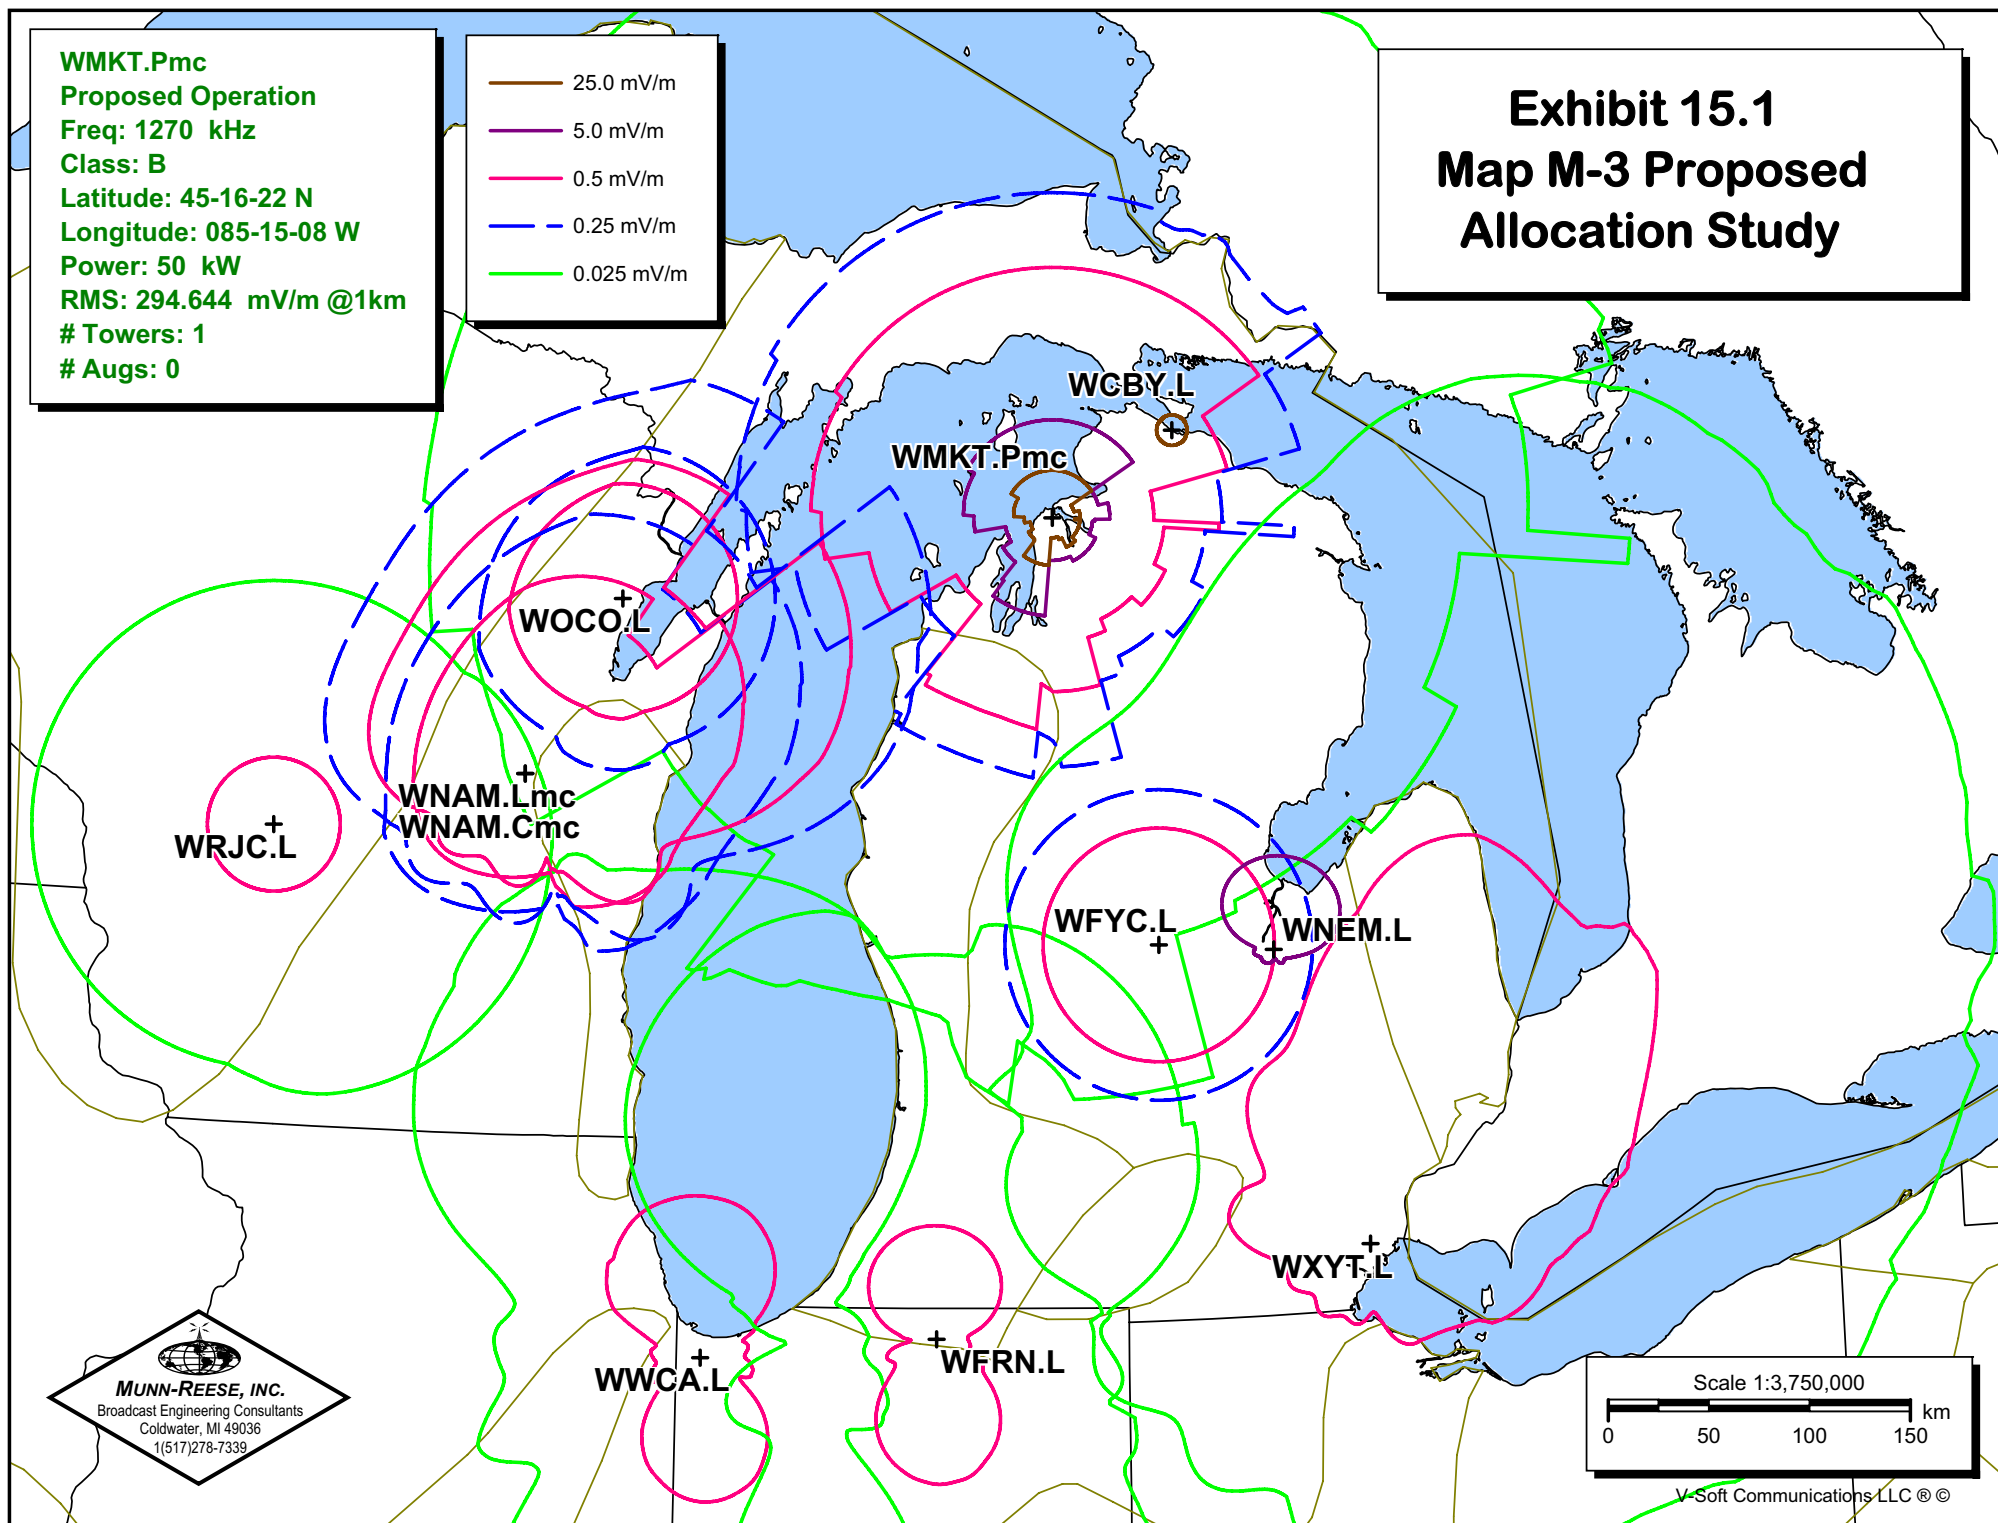 WMKT.Pmc
Proposed Operation
Freq: 1270 kHz
Class: B
Latitude: 45-16-22 N
Longitude: 085-15-08 W
Power: 50 kW
RMS: 294.644 mV/m @1km
# Towers: 1
# Augs: 0
25.0 mV/m
5.0 mV/m
0.5 mV/m
0.25 mV/m
0.025 mV/m
Exhibit 15.1
Map M-3 Proposed
Allocation Study
WCBY.L
WMKT.Pmc
WOCO.L
WNAM.Lmc
WNAM.Cmc
WRJC.L
WFYC.L
WNEM.L
WXYT.L
WFRN.L
WWCA.L
MUNN-REESE, INC.
Broadcast Engineering Consultants
Coldwater, MI 49036
1(517)278-7339
Scale 1:3,750,000
km
0 50 100 150
V-Soft Communications LLC ® ©